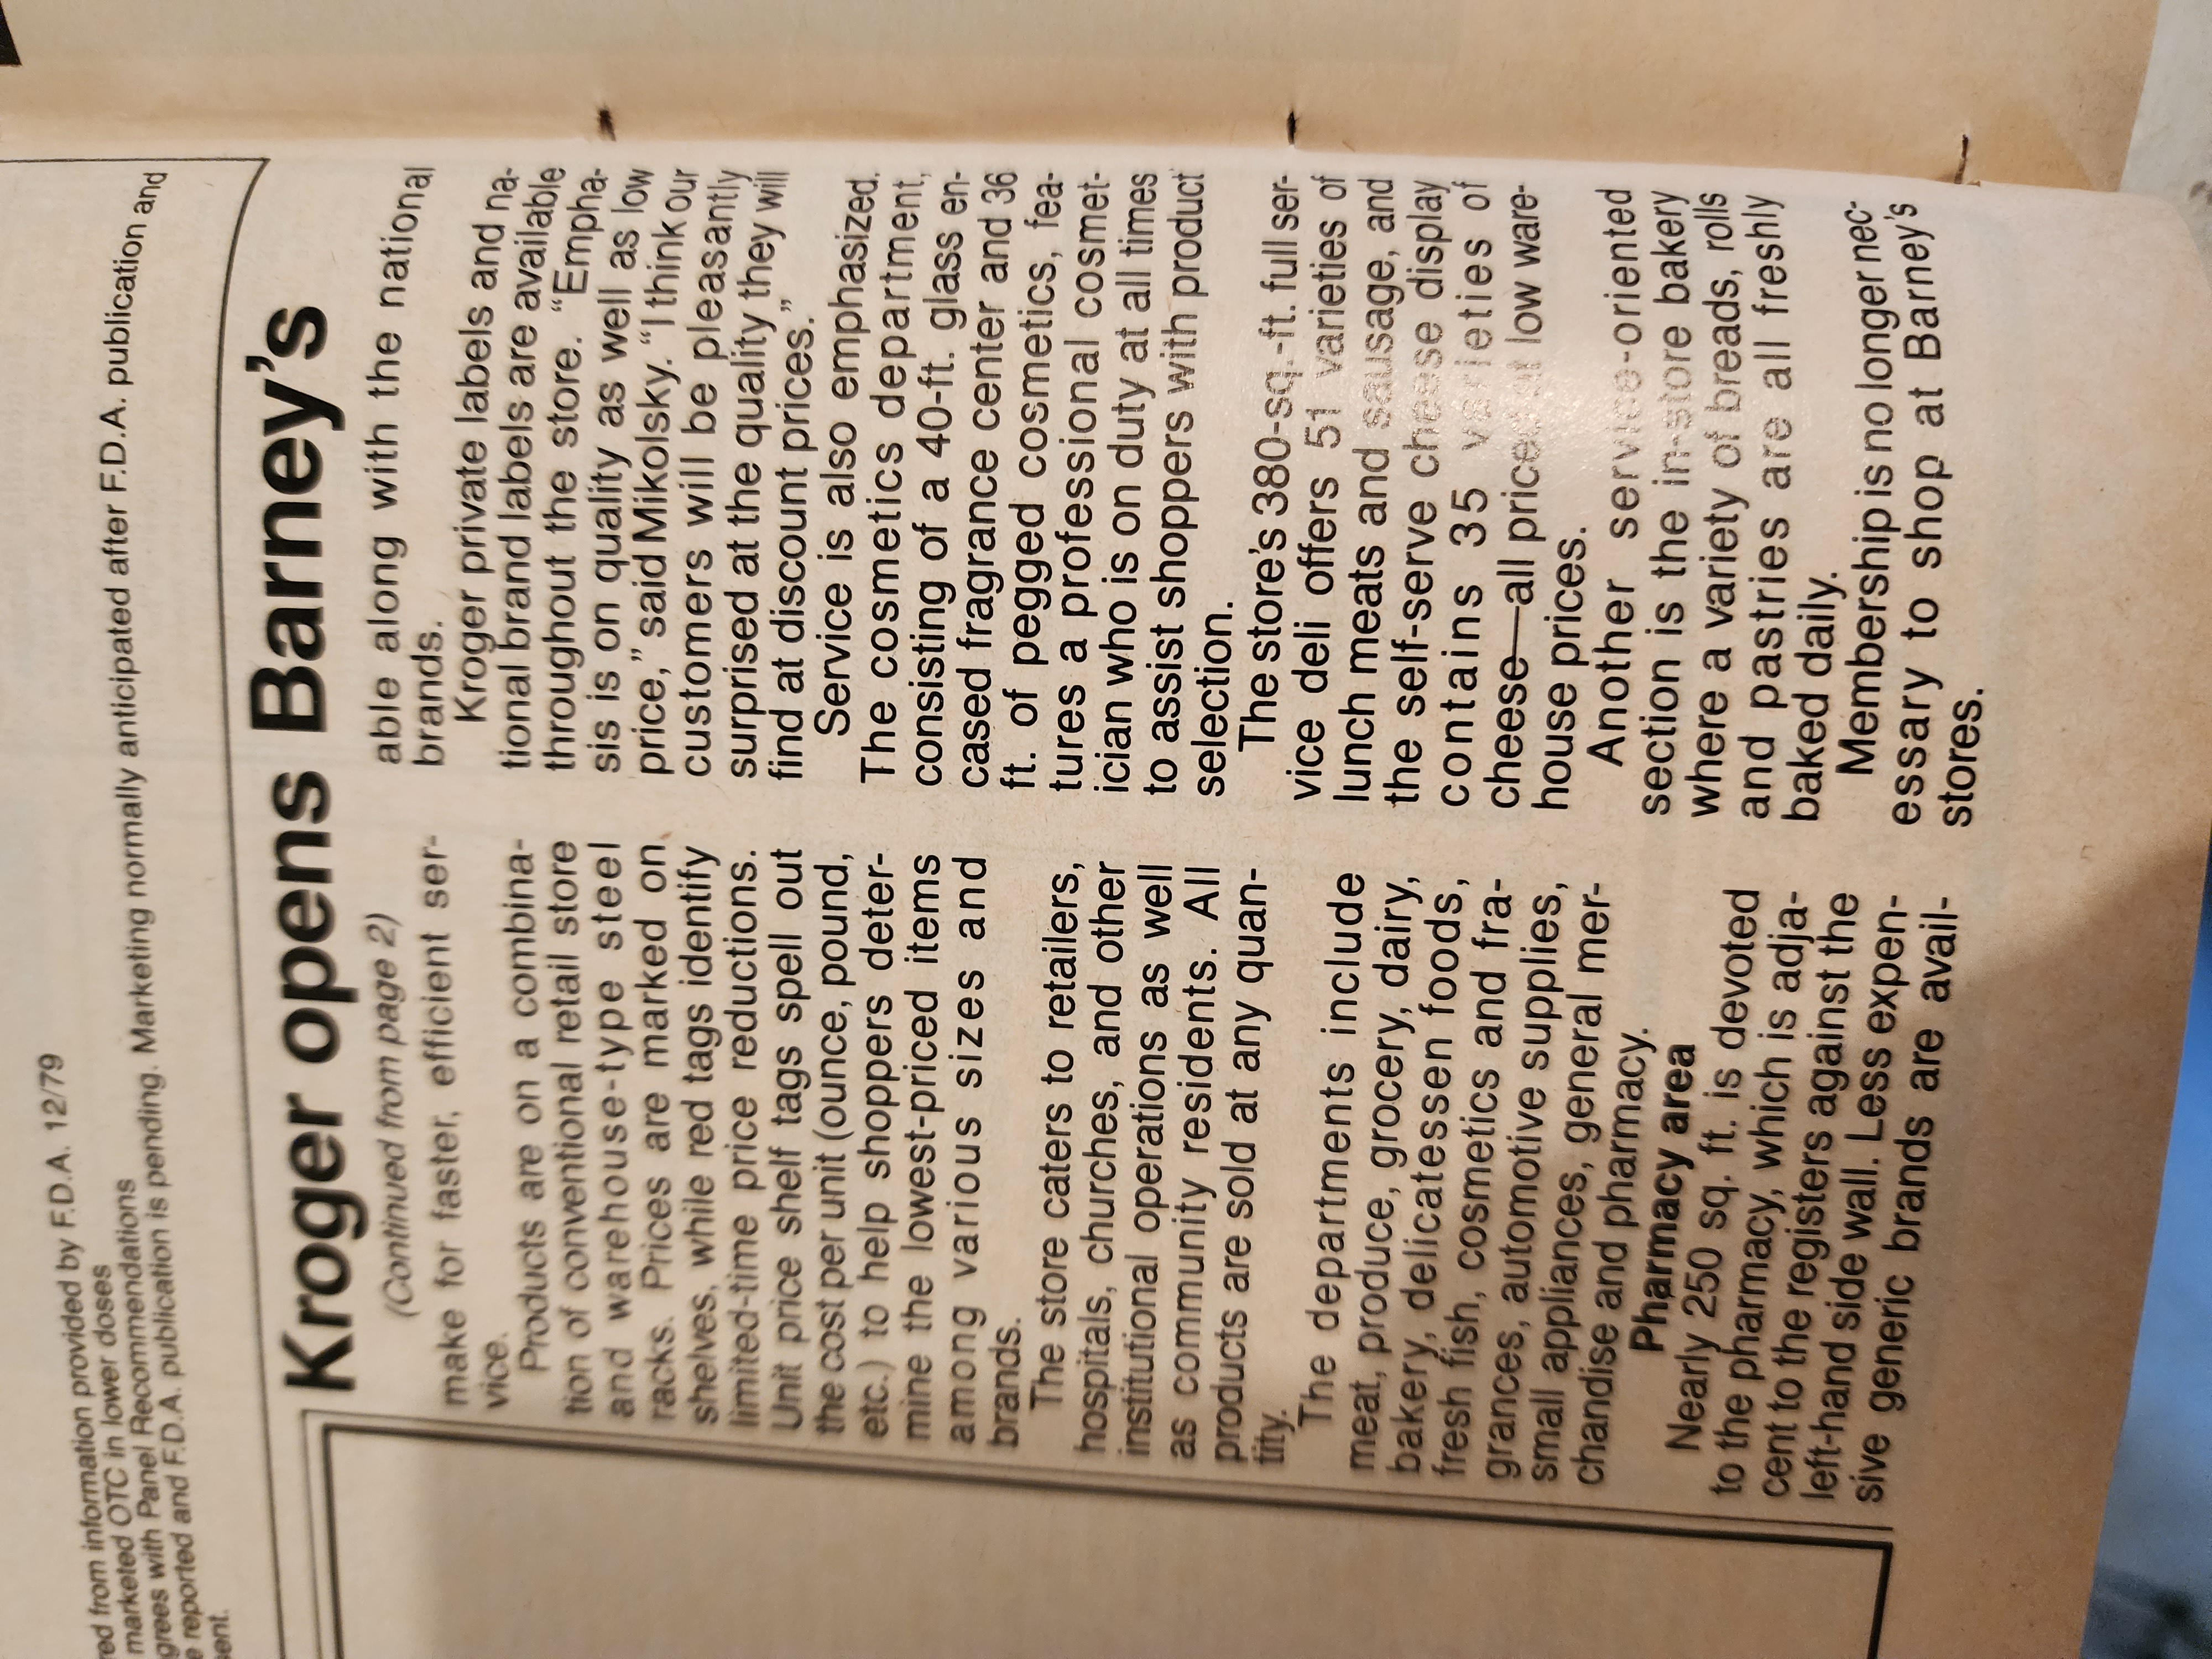 red from information provided by F.D.A. 12/79
marketed OTC in lower doses
grees with Panel Recommendations
e reported and F.D.A. publication is pending. Marketing normally anticipated after F.D.A. publication and
sent.
Kroger opens Barney's
(Continued from page 2)
make for faster, efficient ser-
vice.
Products are on a combina-
tion of conventional retail store
and warehouse-type steel
racks. Prices are marked on
shelves, while red tags identify
limited-time price reductions.
Unit price shelf tags spell out
the cost per unit (ounce, pound,
etc.) to help shoppers deter-
mine the lowest-priced items
among various sizes and
brands.
The store caters to retailers,
hospitals, churches, and other
institutional operations as well
as community residents. All
products are sold at any quan-
tity.
The departments include
meat, produce, grocery, dairy,
bakery, delicatessen foods,
fresh fish, cosmetics and fra-
grances, automotive supplies,
small appliances, general mer-
chandise and pharmacy.
Pharmacy area
Nearly 250 sq. ft. is devoted
to the pharmacy, which is adja-
cent to the registers against the
left-hand side wall. Less expen-
sive generic brands are avail-
able along with the national
brands.
Kroger private labels and na-
tional brand labels are available
throughout the store. “Empha-
sis is on quality as well as low
price,” said Mikolsky. “I think our
customers will be pleasantly
surprised at the quality they will
find at discount prices.”
Service is also emphasized.
The cosmetics department,
consisting of a 40-ft. glass en-
cased fragrance center and 36
ft. of pegged cosmetics, fea-
tures a professional cosmet-
ician who is on duty at all times
to assist shoppers with product
selection.
The store's 380-sq.-ft. full ser-
vice deli offers 51 varieties of
lunch meats and sausage, and
the self-serve cheese display
contains 35 varieties of
cheese—all priced at low ware-
house prices.
Another service-oriented
section is the in-store bakery
where a variety of breads, rolls
and pastries are all freshly
baked daily.
Membership is no longer nec-
essary to shop at Barney's
stores.